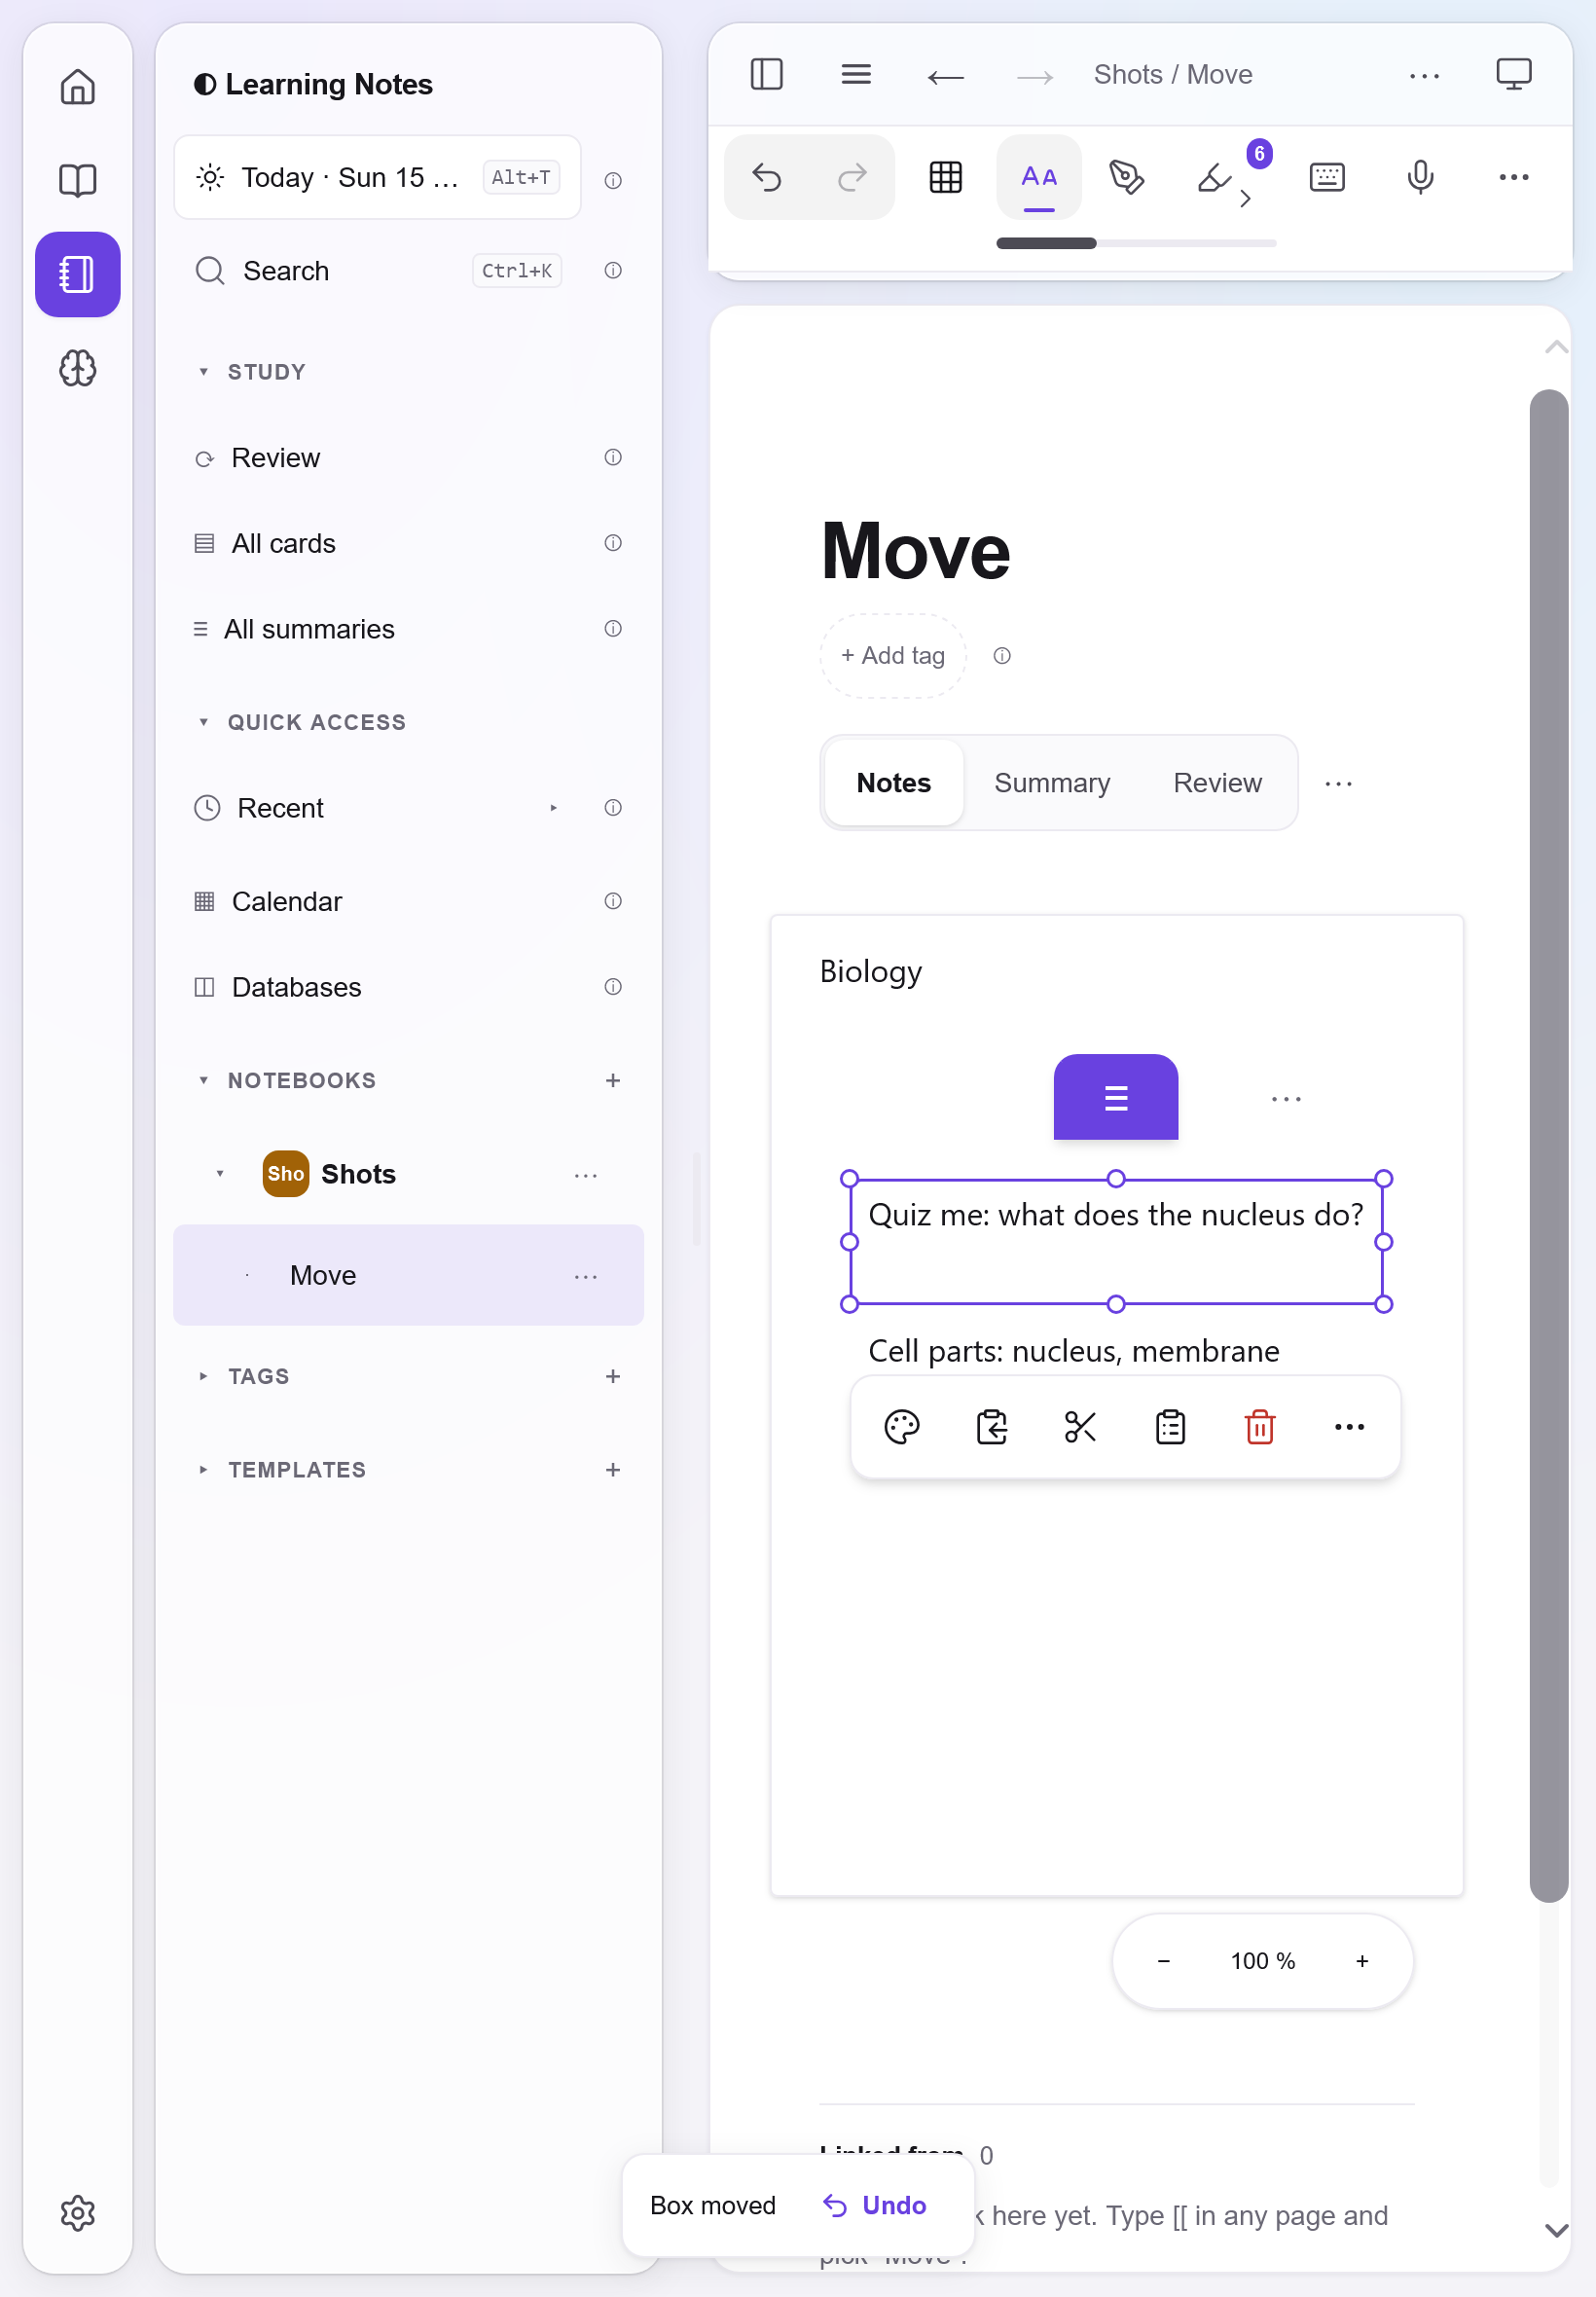 Learning Notes
Today · Sun 15 … Alt+T
Search Ctrl+K
STUDY
Review
All cards
All summaries
QUICK ACCESS
Recent
Calendar
Databases
NOTEBOOKS
Sho Shots
Move
TAGS
TEMPLATES
Shots / Move
6
Move
+ Add tag
Notes Summary Review
Biology
Quiz me: what does the nucleus do?
Cell parts: nucleus, membrane
− 100 % +
Linked from 0
here yet. Type [[ in any page and
pick "Move".
Box moved Undo